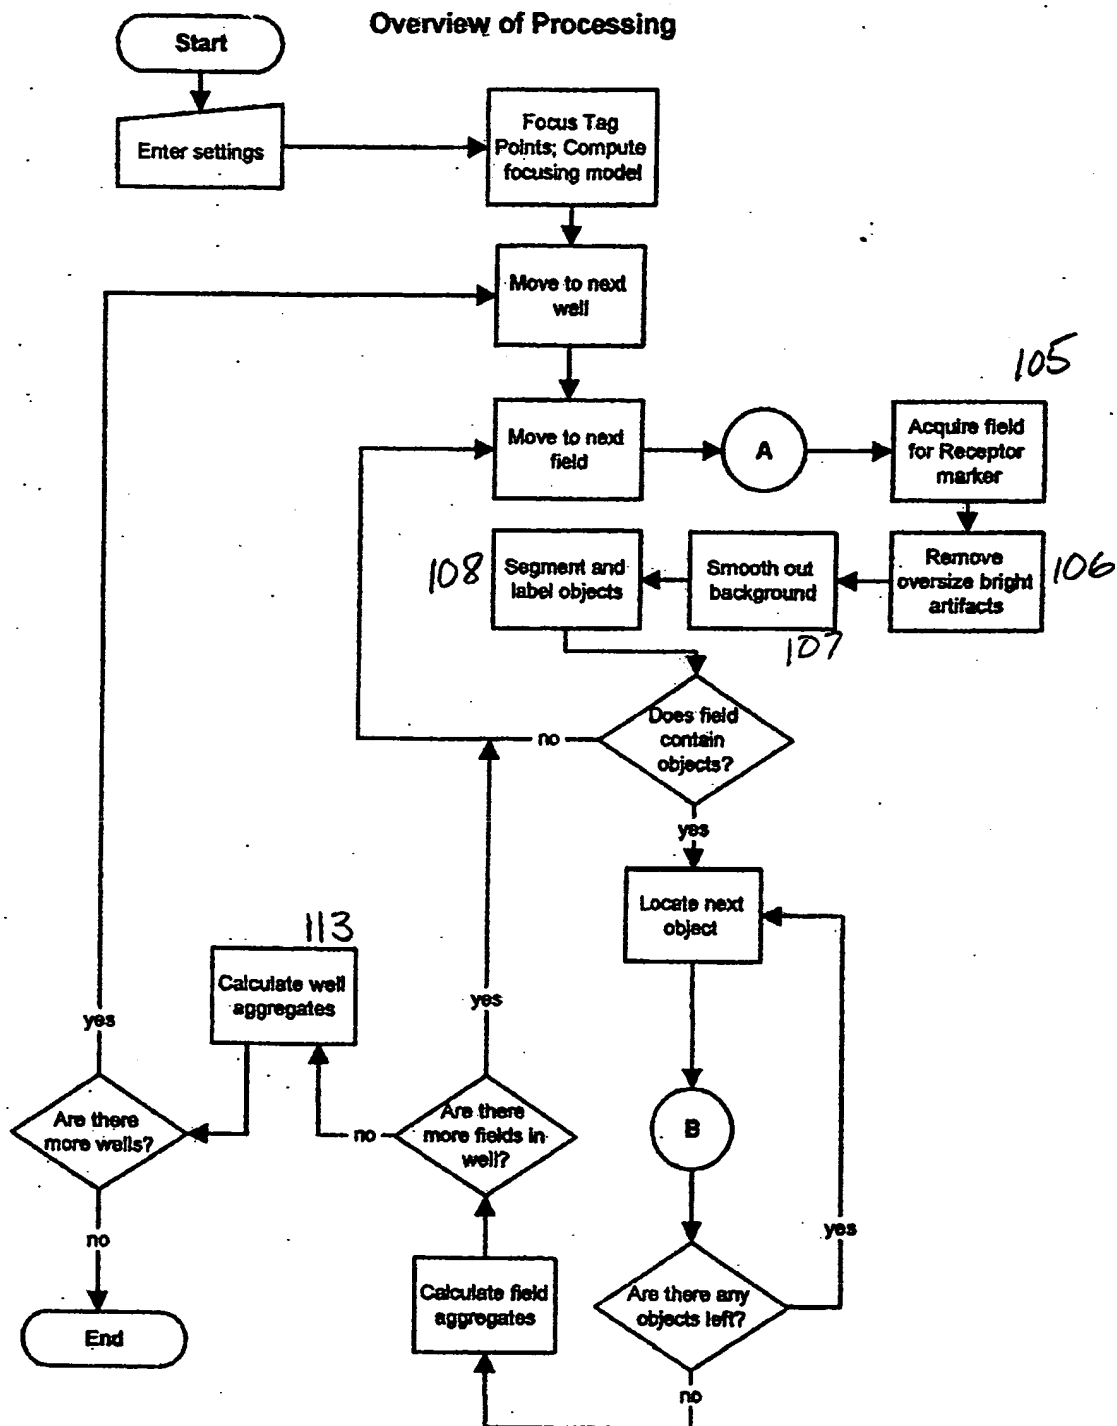 Overview of Processing
Start
Enter settings
Focus Tag
Points; Compute
focusing model
Move to next
well
105
Move to next
field
A
Acquire field
for Receptor
marker
108
Segment and
label objects
Smooth out
background
107
Remove
oversize bright
artifacts
106
Does field
contain
objects?
no
yes
Locate next
object
113
Calculate well
aggregates
yes
yes
Are there
more wells?
no
Are there
more fields in
well?
B
yes
no
Calculate field
aggregates
Are there any
objects left?
End
no